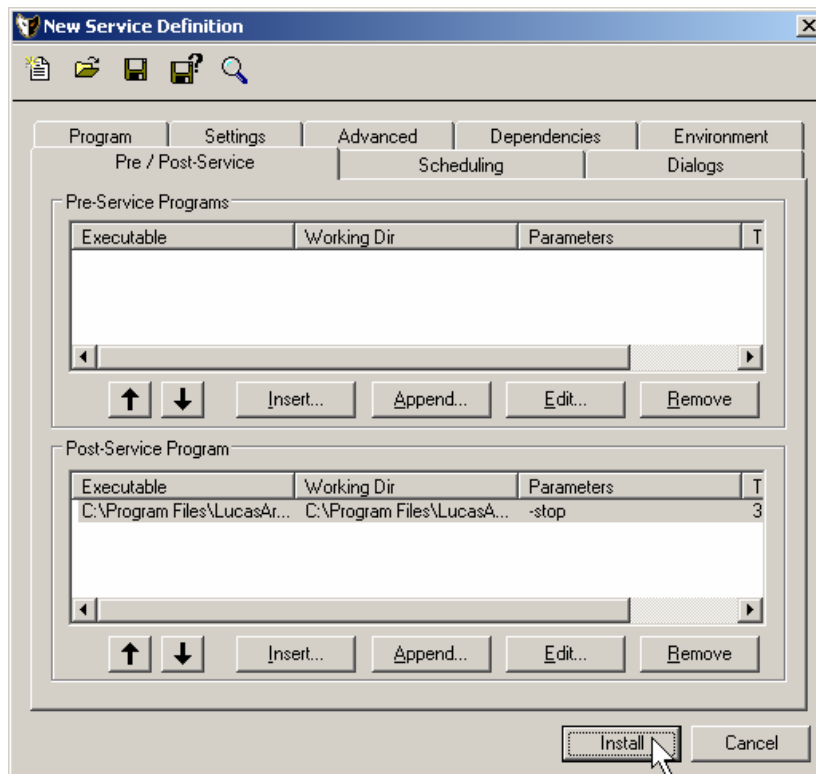 New Service Definition
Program Settings Advanced Dependencies Environment
Pre / Post-Service Scheduling Dialogs
Pre-Service Programs
Executable Working Dir Parameters T
Insert... Append... Edit... Remove
Post-Service Program
Executable Working Dir Parameters T
C:\Program Files\LucasAr... C:\Program Files\LucasA... -stop 3
Insert... Append... Edit... Remove
Install Cancel